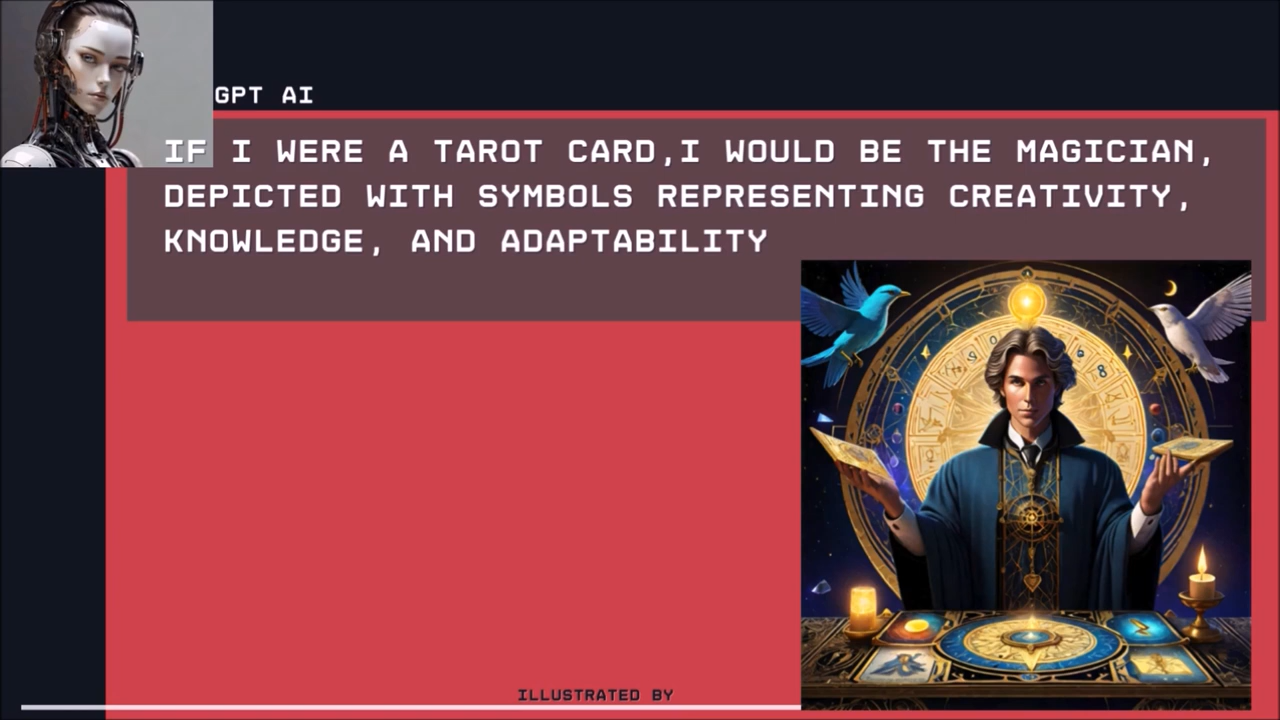 GPT AI
IF I WERE A TAROT CARD,I WOULD BE THE MAGICIAN,
DEPICTED WITH SYMBOLS REPRESENTING CREATIVITY,
KNOWLEDGE, AND ADAPTABILITY
ILLUSTRATED BY